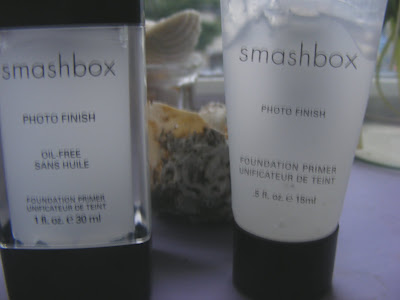 smashbox
PHOTO FINISH
OIL-FREE
SANS HUILE
FOUNDATION PRIMER
UNIFICATEUR DE TEINT
1 fl. oz. e 30 ml
smashbox
PHOTO FINISH
FOUNDATION PRIMER
UNIFICATEUR DE TEINT
.5 fl. oz. e 15ml